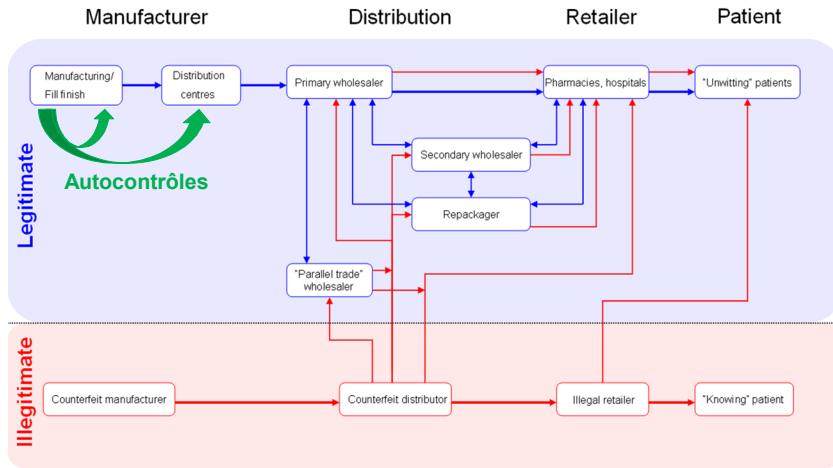 Manufacturer
Distribution
Retailer
Patient
Legitimate
Manufacturing/
Fill finish
Distribution
centres
Primary wholesaler
Pharmacies, hospitals
"Unwitting" patients
Autocontrôles
Secondary wholesaler
Repackager
"Parallel trade"
wholesaler
Illegitimate
Counterfeit manufacturer
Counterfeit distributor
Illegal retailer
"Knowing" patient